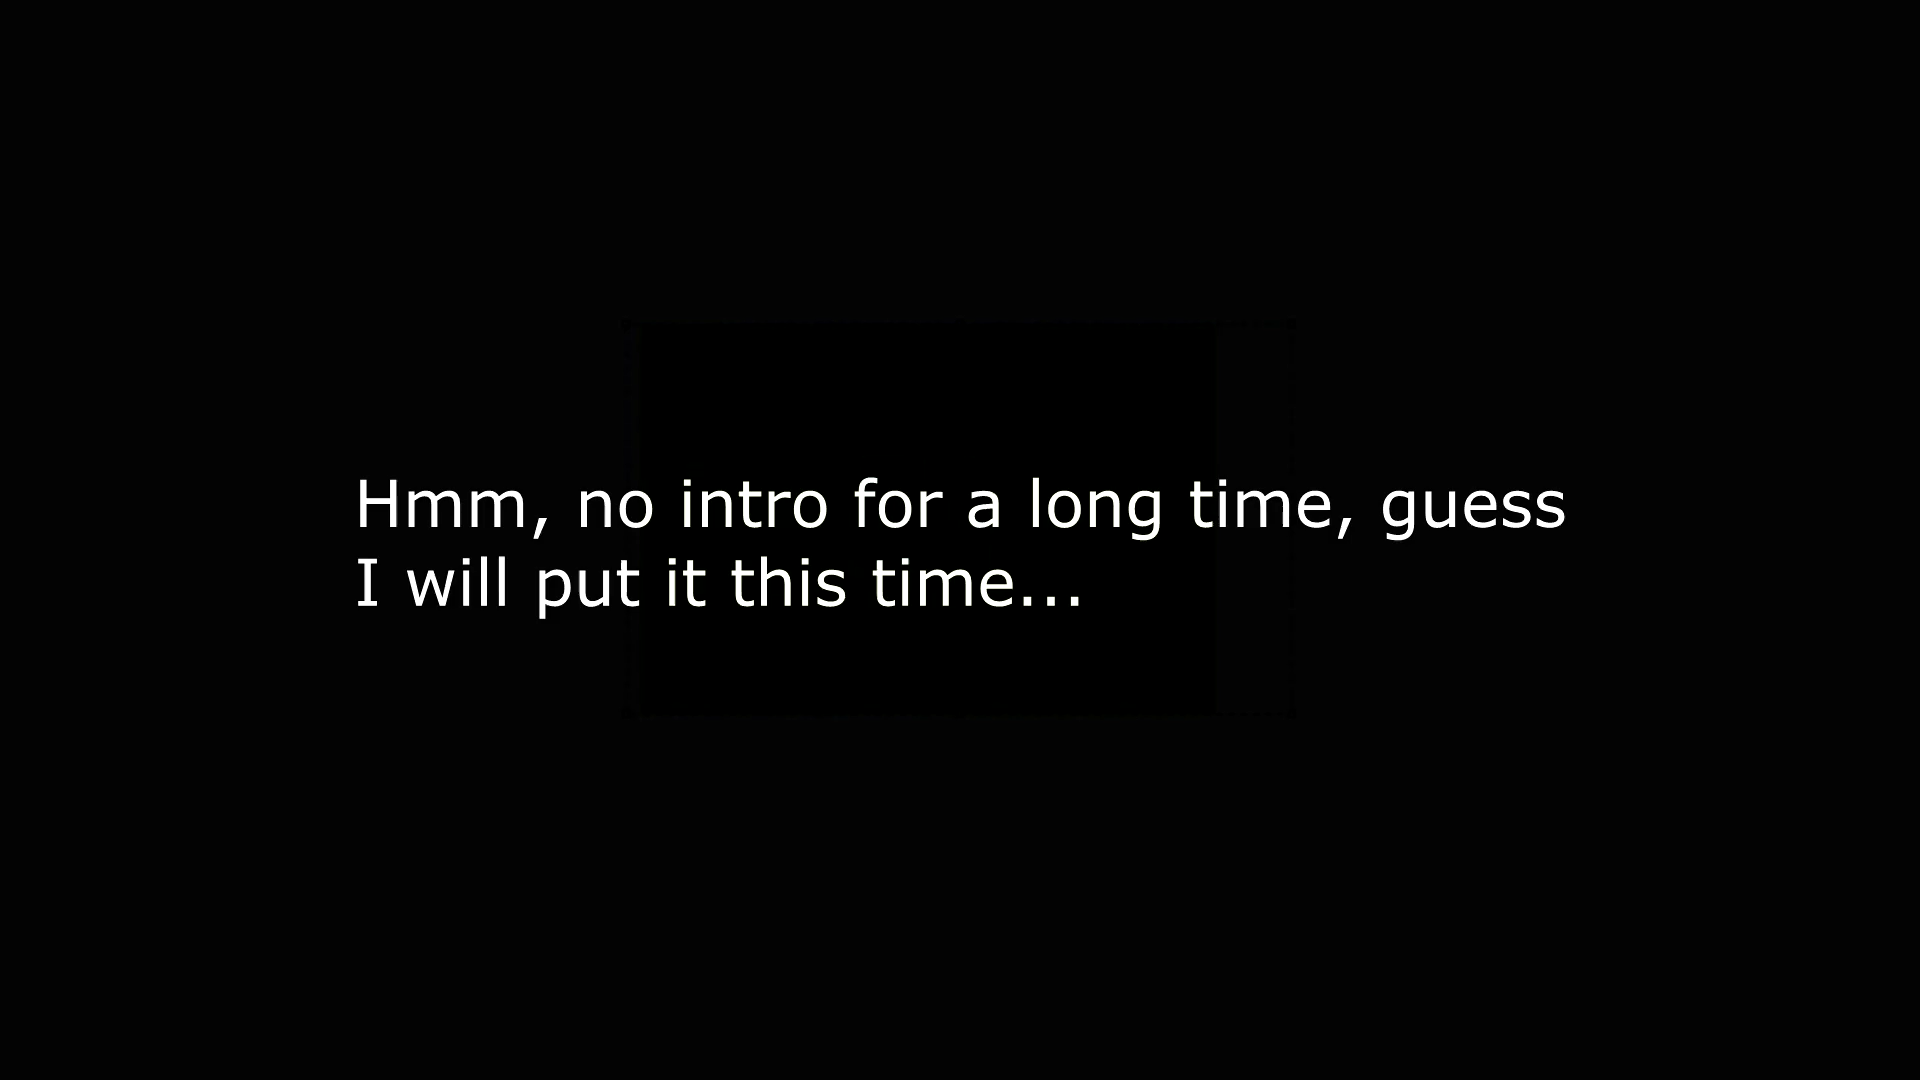 Hmm, no intro for a long time, guess
I will put it this time...